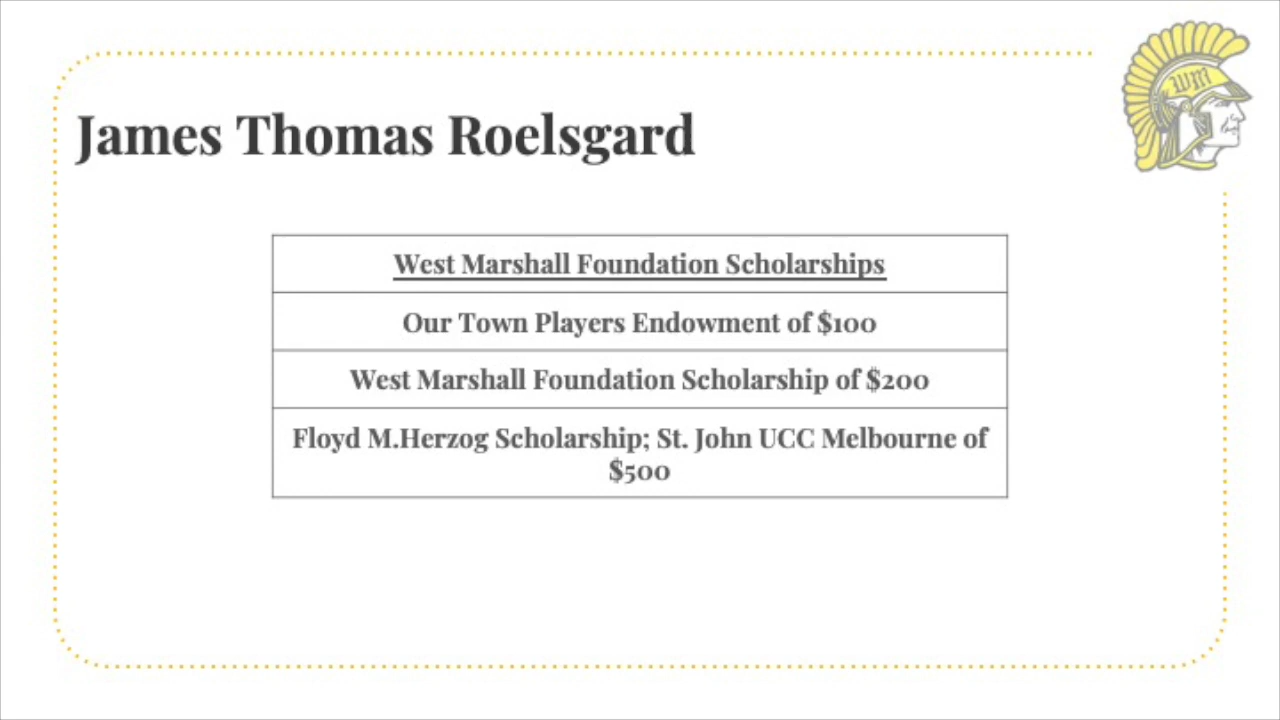 WM
James Thomas Roelsgard
West Marshall Foundation Scholarships
Our Town Players Endowment of $100
West Marshall Foundation Scholarship of $200
Floyd M.Herzog Scholarship; St. John UCC Melbourne of
$500